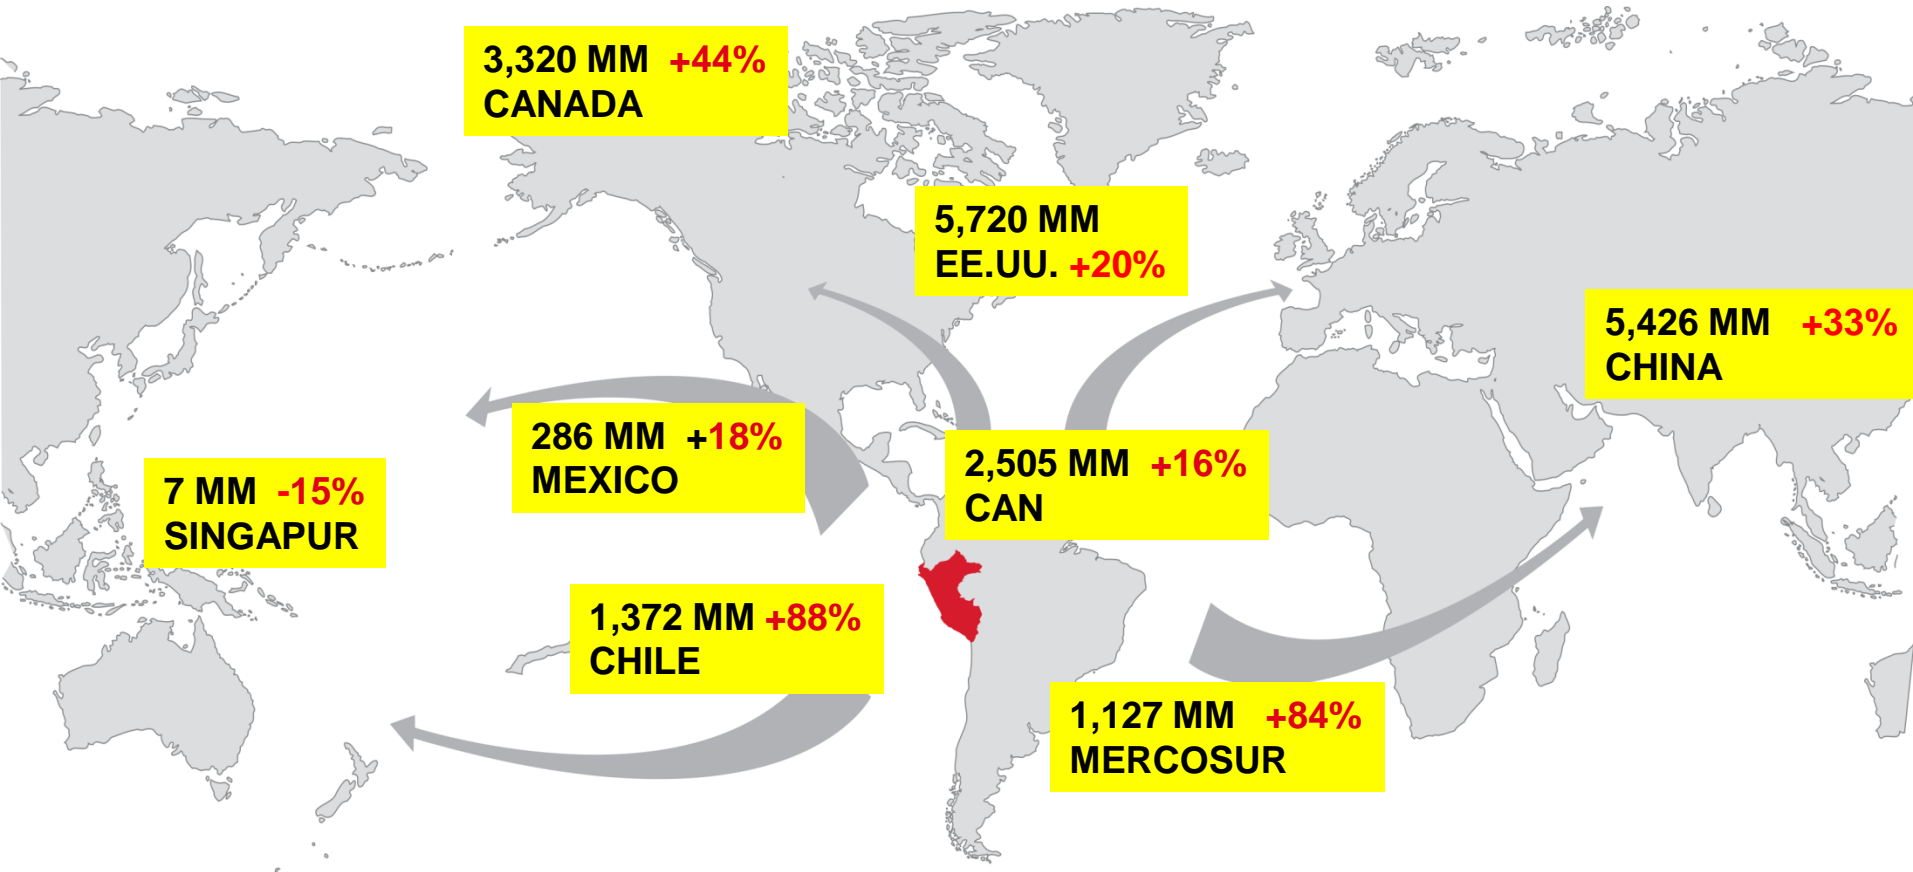 3,320 MM +44%
CANADA
5,720 MM
EE.UU. +20%
5,426 MM +33%
CHINA
286 MM +18%
MEXICO
2,505 MM +16%
CAN
7 MM -15%
SINGAPUR
1,372 MM +88%
CHILE
1,127 MM +84%
MERCOSUR